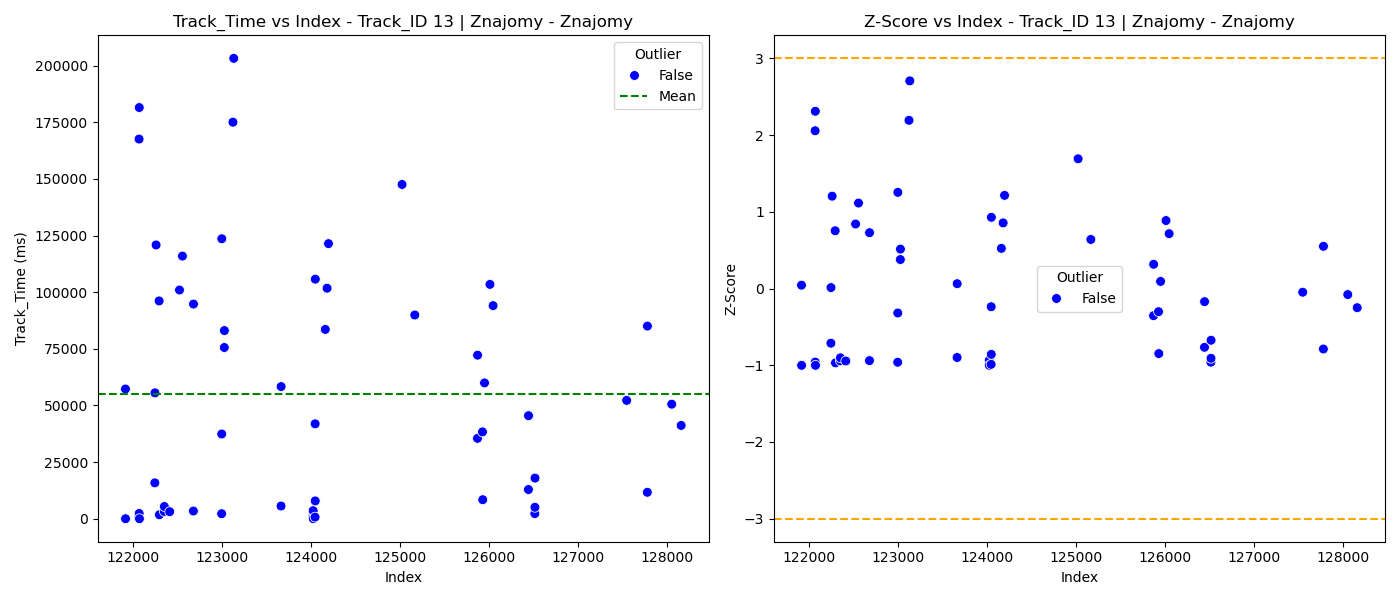 Track_Time vs Index - Track_ID 13 | Znajomy - Znajomy
Outlier
False
Mean
Track_Time (ms)
200000
175000
150000
125000
100000
75000
50000
25000
0
122000 123000 124000 125000 126000 127000 128000
Index
Z-Score vs Index - Track_ID 13 | Znajomy - Znajomy
Outlier
False
Z-Score
3
2
1
0
−1
−2
−3
122000 123000 124000 125000 126000 127000 128000
Index